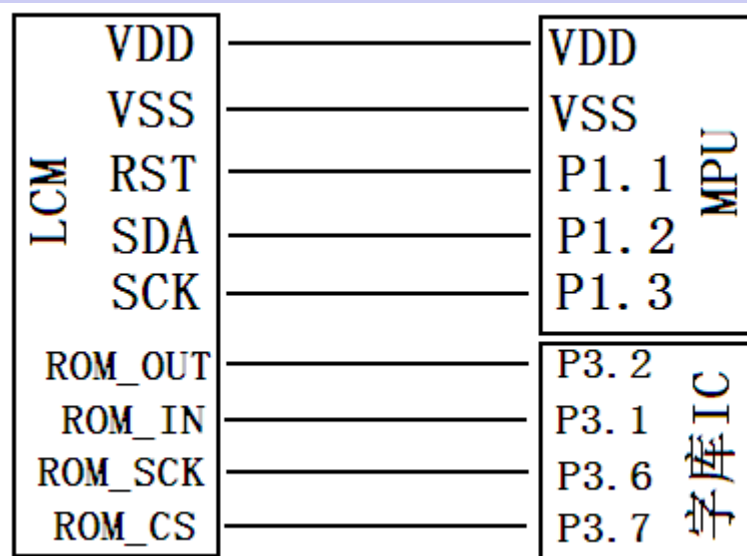 VDD VDD
VSS VSS
RST P1.1
SDA P1.2
SCK P1.3
LCM
MPU
ROM_OUT P3.2
ROM_IN P3.1
ROM_SCK P3.6
ROM_CS P3.7
字库IC